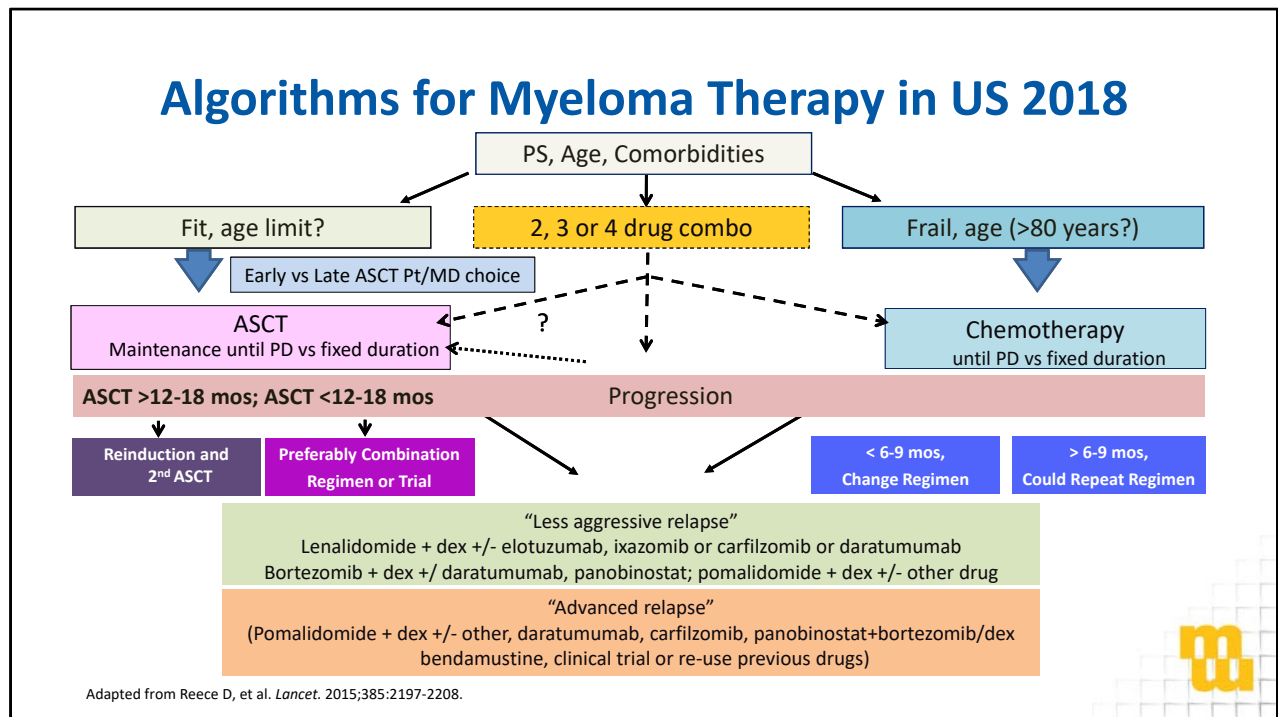 Algorithms for Myeloma Therapy in US 2018
PS, Age, Comorbidities
Fit, age limit?
2, 3 or 4 drug combo
Frail, age (>80 years?)
Early vs Late ASCT Pt/MD choice
ASCT
Maintenance until PD vs fixed duration
?
Chemotherapy
until PD vs fixed duration
ASCT >12-18 mos; ASCT <12-18 mos
Progression
Reinduction and
2nd ASCT
Preferably Combination
Regimen or Trial
< 6-9 mos,
Change Regimen
> 6-9 mos,
Could Repeat Regimen
“Less aggressive relapse”
Lenalidomide + dex +/- elotuzumab, ixazomib or carfilzomib or daratumumab
Bortezomib + dex +/ daratumumab, panobinostat; pomalidomide + dex +/- other drug
“Advanced relapse”
(Pomalidomide + dex +/- other, daratumumab, carfilzomib, panobinostat+bortezomib/dex
bendamustine, clinical trial or re-use previous drugs)
Adapted from Reece D, et al. Lancet. 2015;385:2197-2208.